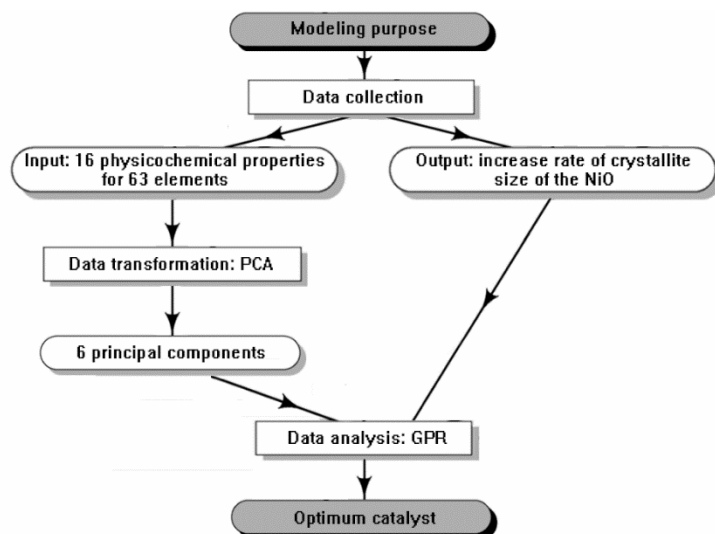 Modeling purpose
Data collection
Input: 16 physicochemical properties
for 63 elements
Output: increase rate of crystallite
size of the NiO
Data transformation: PCA
6 principal components
Data analysis: GPR
Optimum catalyst